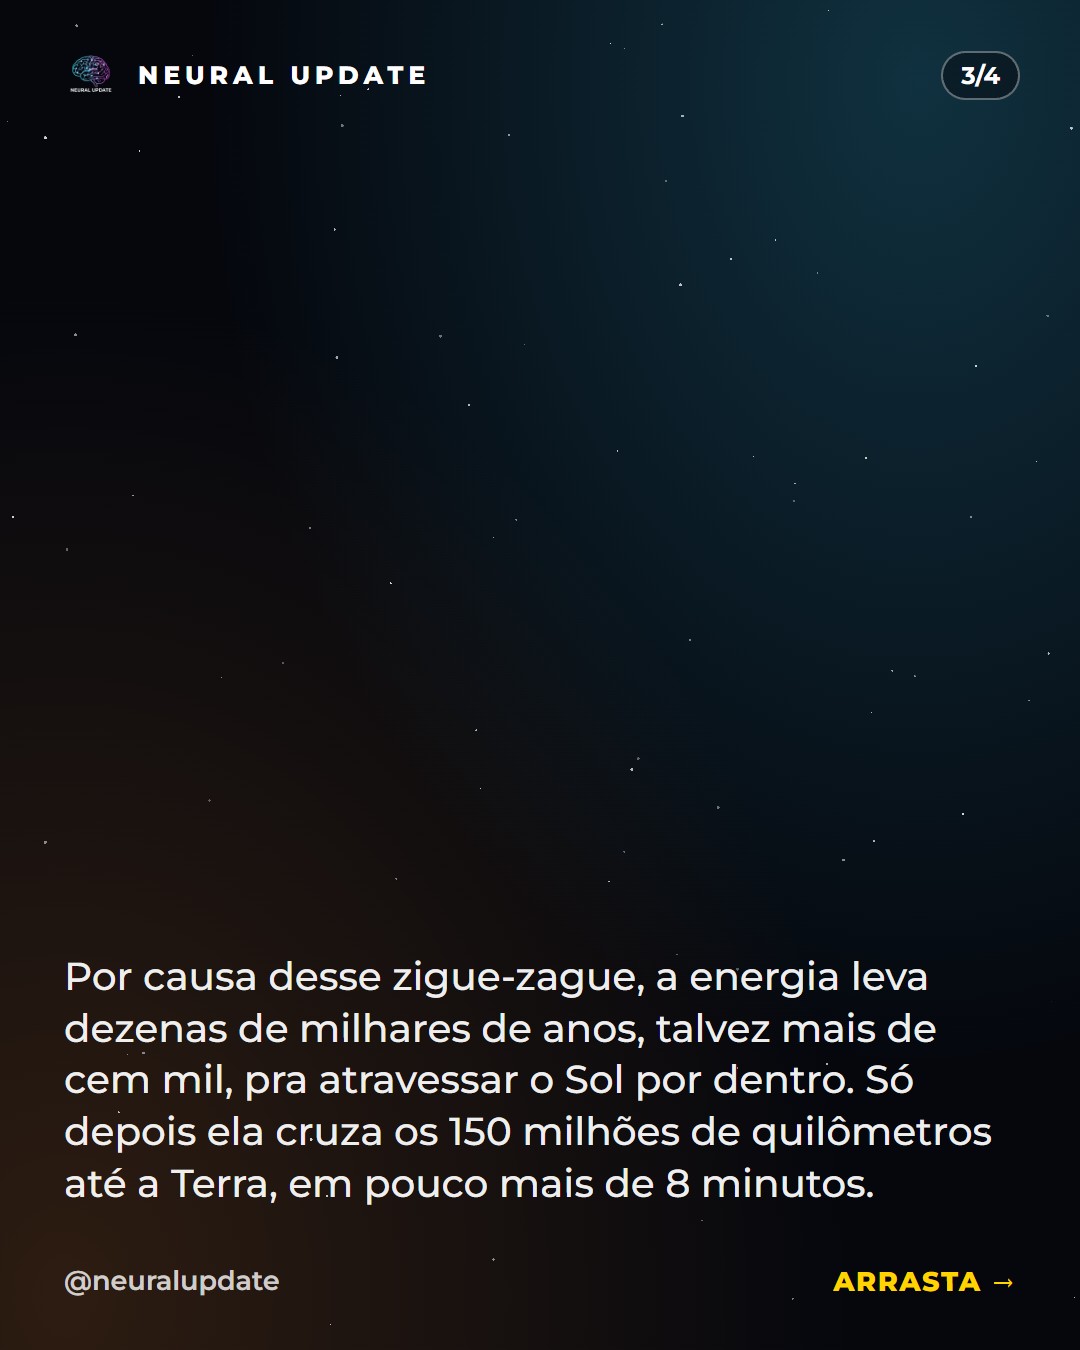 NEURAL UPDATE
NEURAL UPDATE
3/4
Por causa desse zigue-zague, a energia leva
dezenas de milhares de anos, talvez mais de
cem mil, pra atravessar o Sol por dentro. Só
depois ela cruza os 150 milhões de quilômetros
até a Terra, em pouco mais de 8 minutos.
@neuralupdate
ARRASTA →